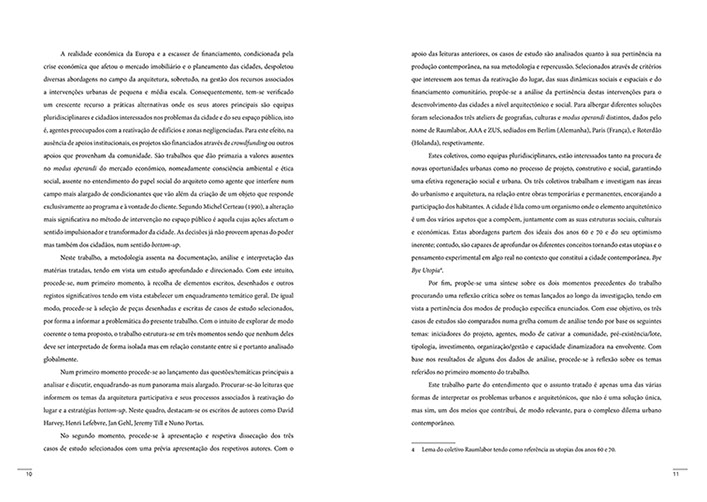 A realidade económica da Europa e a escassez de financiamento, condicionada pela
crise económica que afetou o mercado imobiliário e o planeamento das cidades, despoletou
diversas abordagens no campo da arquitetura, sobretudo, na gestão dos recursos associados
a intervenções urbanas de pequena e média escala. Consequentemente, tem-se verificado
um crescente recurso a práticas alternativas onde os seus atores principais são equipas
pluridisciplinares e cidadãos interessados nos problemas da cidade e do seu espaço público, isto
é, agentes preocupados com a reativação de edifícios e zonas negligenciadas. Para este efeito, na
ausência de apoios institucionais, os projetos são financiados através de crowdfunding ou outros
apoios que provenham da comunidade. São trabalhos que dão primazia a valores ausentes
no modus operandi do mercado económico, nomeadamente consciência ambiental e ética
social, assente no entendimento do papel social do arquiteto como agente que interfere num
campo mais alargado de condicionantes que vão além da criação de um objeto que responde
exclusivamente ao programa e à vontade do cliente. Segundo Michel Certeau (1990), a alteração
mais significativa no método de intervenção no espaço público é aquela cujas ações afectam o
sentido impulsionador e transformador da cidade. As decisões já não provêem apenas do poder
mas também dos cidadãos, num sentido bottom-up.
Neste trabalho, a metodologia assenta na documentação, análise e interpretação das
matérias tratadas, tendo em vista um estudo aprofundado e direcionado. Com este intuito,
procede-se, num primeiro momento, à recolha de elementos escritos, desenhados e outros
registos significativos tendo em vista estabelecer um enquadramento temático geral. De igual
modo, procede-se à seleção de peças desenhadas e escritas de casos de estudo selecionados,
por forma a informar a problemática do presente trabalho. Com o intuito de explorar de modo
coerente o tema proposto, o trabalho estrutura-se em três momentos sendo que nenhum deles
deve ser interpretado de forma isolada mas em relação constante entre si e portanto analisado
globalmente.
Num primeiro momento procede-se ao lançamento das questões/temáticas principais a
analisar e discutir, enquadrando-as num panorama mais alargado. Procurar-se-ão leituras que
informem os temas da arquitetura participativa e seus processos associados à reativação do
lugar e a estratégias bottom-up. Neste quadro, destacam-se os escritos de autores como David
Harvey, Henri Lefebvre, Jan Gehl, Jeremy Till e Nuno Portas.
No segundo momento, procede-se à apresentação e respetiva dissecação dos três
casos de estudo selecionados com uma prévia apresentação dos respetivos autores. Com o
10
apoio das leituras anteriores, os casos de estudo são analisados quanto à sua pertinência na
produção contemporânea, na sua metodologia e repercussão. Selecionados através de critérios
que interessem aos temas da reativação do lugar, das suas dinâmicas sociais e espaciais e do
financiamento comunitário, propõe-se a análise da pertinência destas intervenções para o
desenvolvimento das cidades a nível arquitectónico e social. Para albergar diferentes soluções
foram selecionados três ateliers de geografias, culturas e modus operandi distintos, dados pelo
nome de Raumlabor, AAA e ZUS, sediados em Berlim (Alemanha), Paris (França), e Roterdão
(Holanda), respetivamente.
Estes coletivos, como equipas pluridisciplinares, estão interessados tanto na procura de
novas oportunidades urbanas como no processo de projeto, construtivo e social, garantindo
uma efetiva regeneração social e urbana. Os três coletivos trabalham e investigam nas áreas
do urbanismo e arquitectura, na relação entre obras temporárias e permanentes, encorajando a
participação dos habitantes. A cidade é lida como um organismo onde o elemento arquitetónico
é um dos vários aspetos que a compõem, juntamente com as suas estruturas sociais, culturais
e económicas. Estas abordagens partem dos ideais dos anos 60 e 70 e do seu optimismo
inerente; contudo, são capazes de aprofundar os diferentes conceitos tornando estas utopias e o
pensamento experimental em algo real no contexto que constitui a cidade contemporânea. Bye
Bye Utopia⁴.
Por fim, propõe-se uma síntese sobre os dois momentos precedentes do trabalho
procurando uma reflexão crítica sobre os temas lançados ao longo da investigação, tendo em
vista a pertinência dos modos de produção específica enunciados. Com esse objetivo, os três
casos de estudo são comparados numa grelha comum de análise tendo por base os seguintes
temas: iniciadores do projeto, agentes, modo de cativar a comunidade, pré-existência/lote,
tipologia, investimento, organização/gestão e capacidade dinamizadora na envolvente. Com
base nos resultados de alguns dos dados de análise, procede-se à reflexão sobre os temas
referidos no primeiro momento do trabalho.
Este trabalho parte do entendimento que o assunto tratado é apenas uma das várias
formas de interpretar os problemas urbanos e arquitetónicos, que não é uma solução única,
mas sim, um dos meios que contribui, de modo relevante, para o complexo dilema urbano
contemporâneo.
4 Lema do coletivo Raumlabor tendo como referência as utopias dos anos 60 e 70.
11